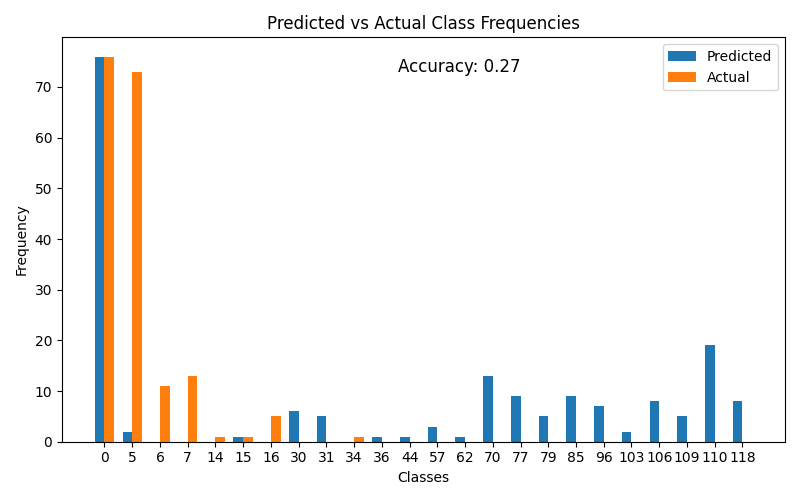 Predicted vs Actual Class Frequencies
Accuracy: 0.27
Predicted
Actual
Frequency
70
60
50
40
30
20
10
0
0 5 6 7 14 15 16 30 31 34 36 44 57 62 70 77 79 85 96 103 106 109 110 118
Classes